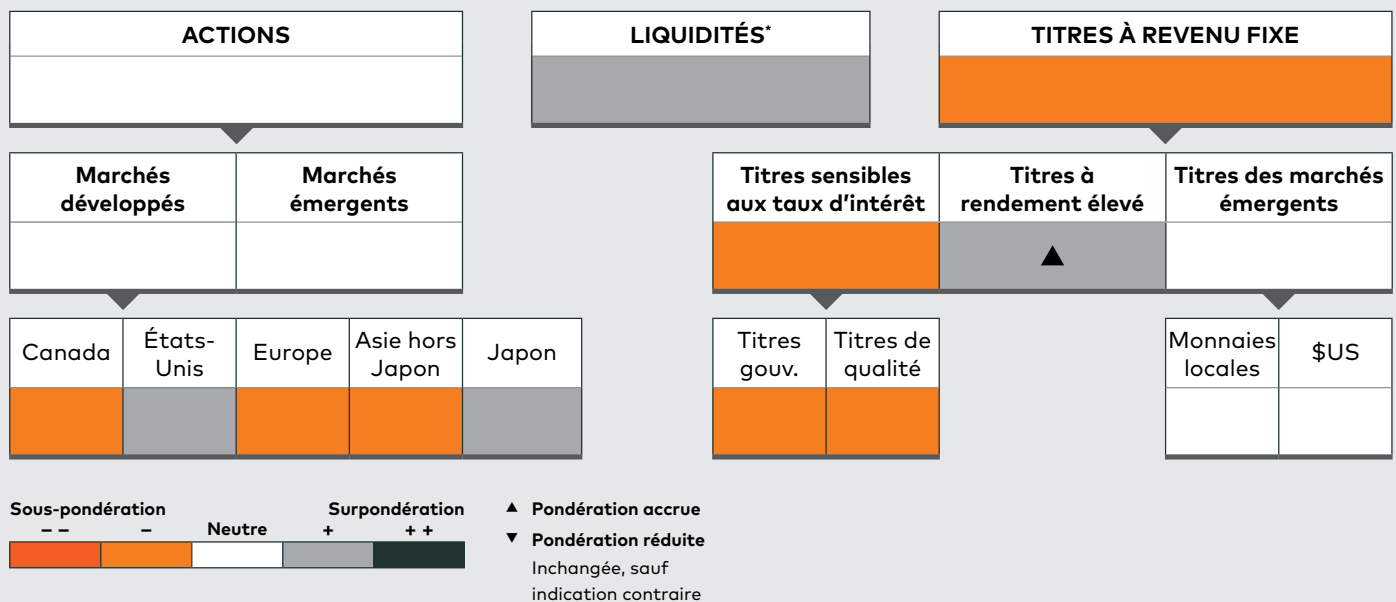 ACTIONS
LIQUIDITÉS*
TITRES À REVENU FIXE
Marchés
développés
Marchés
émergents
Titres sensibles
aux taux d'intérêt
Titres à
rendement élevé
Titres des marchés
émergents
▲
Canada
États-
Unis
Europe
Asie hors
Japon
Japon
Titres
gouv.
Titres de
qualité
Monnaies
locales
$US
Sous-pondération
Surpondération
– –
–
Neutre
+
+ +
▲ Pondération accrue
▼ Pondération réduite
Inchangée, sauf
indication contraire